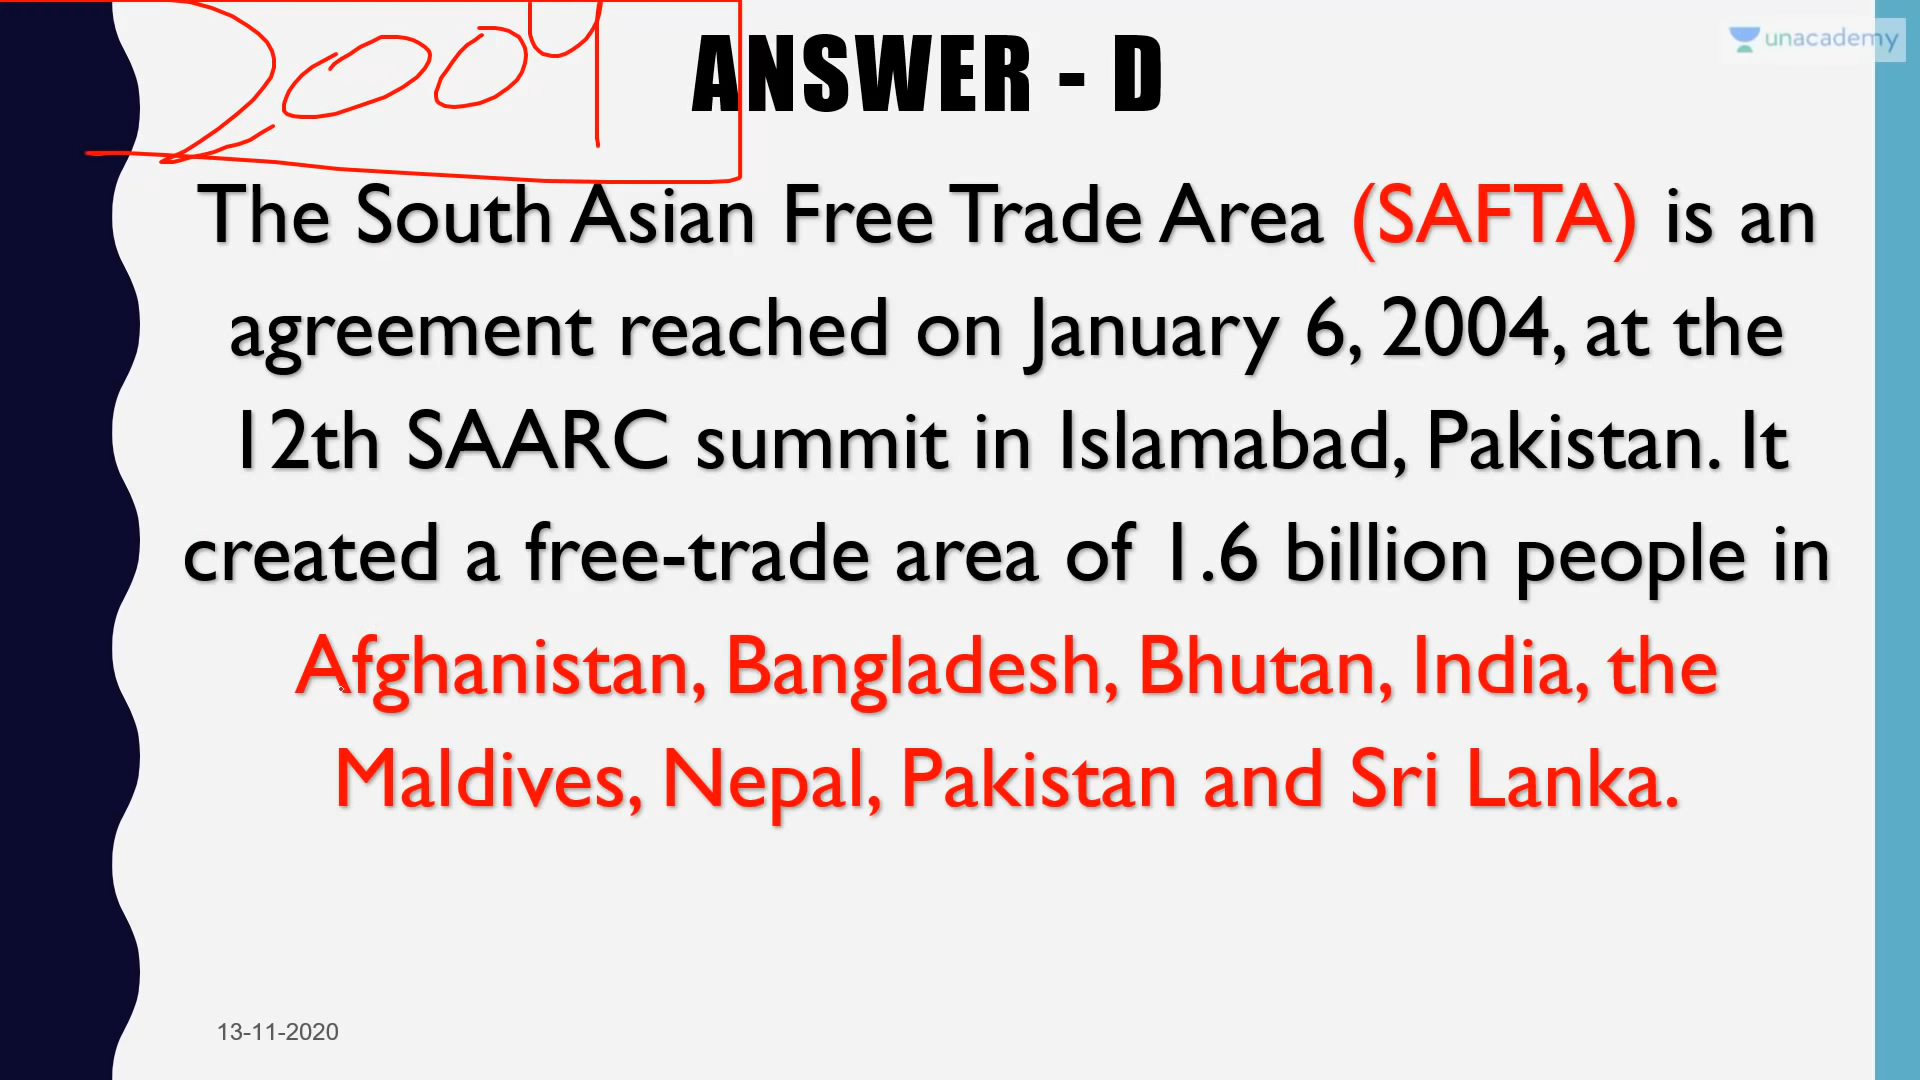 2004
ANSWER - D
unacademy
The South Asian Free Trade Area (SAFTA) is an
agreement reached on January 6, 2004, at the
12th SAARC summit in Islamabad, Pakistan. It
created a free-trade area of 1.6 billion people in
Afghanistan, Bangladesh, Bhutan, India, the
Maldives, Nepal, Pakistan and Sri Lanka.
13-11-2020